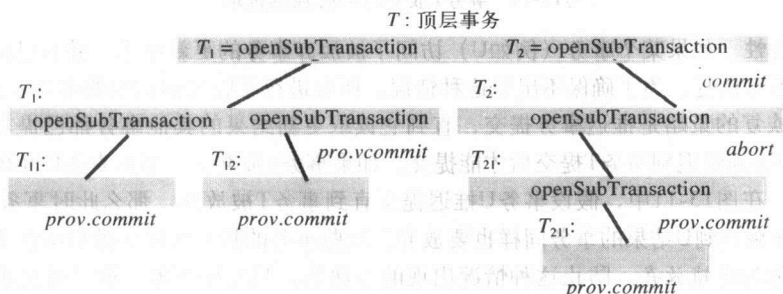 T : 顶层事务
T₁ = openSubTransaction T₂ = openSubTransaction
commit
T₁: T₂:
openSubTransaction openSubTransaction openSubTransaction
abort
T₁₁: T₁₂: pro.vcommit T₂₁:
openSubTransaction
prov.commit prov.commit T₂₁₁: prov.commit
prov.commit